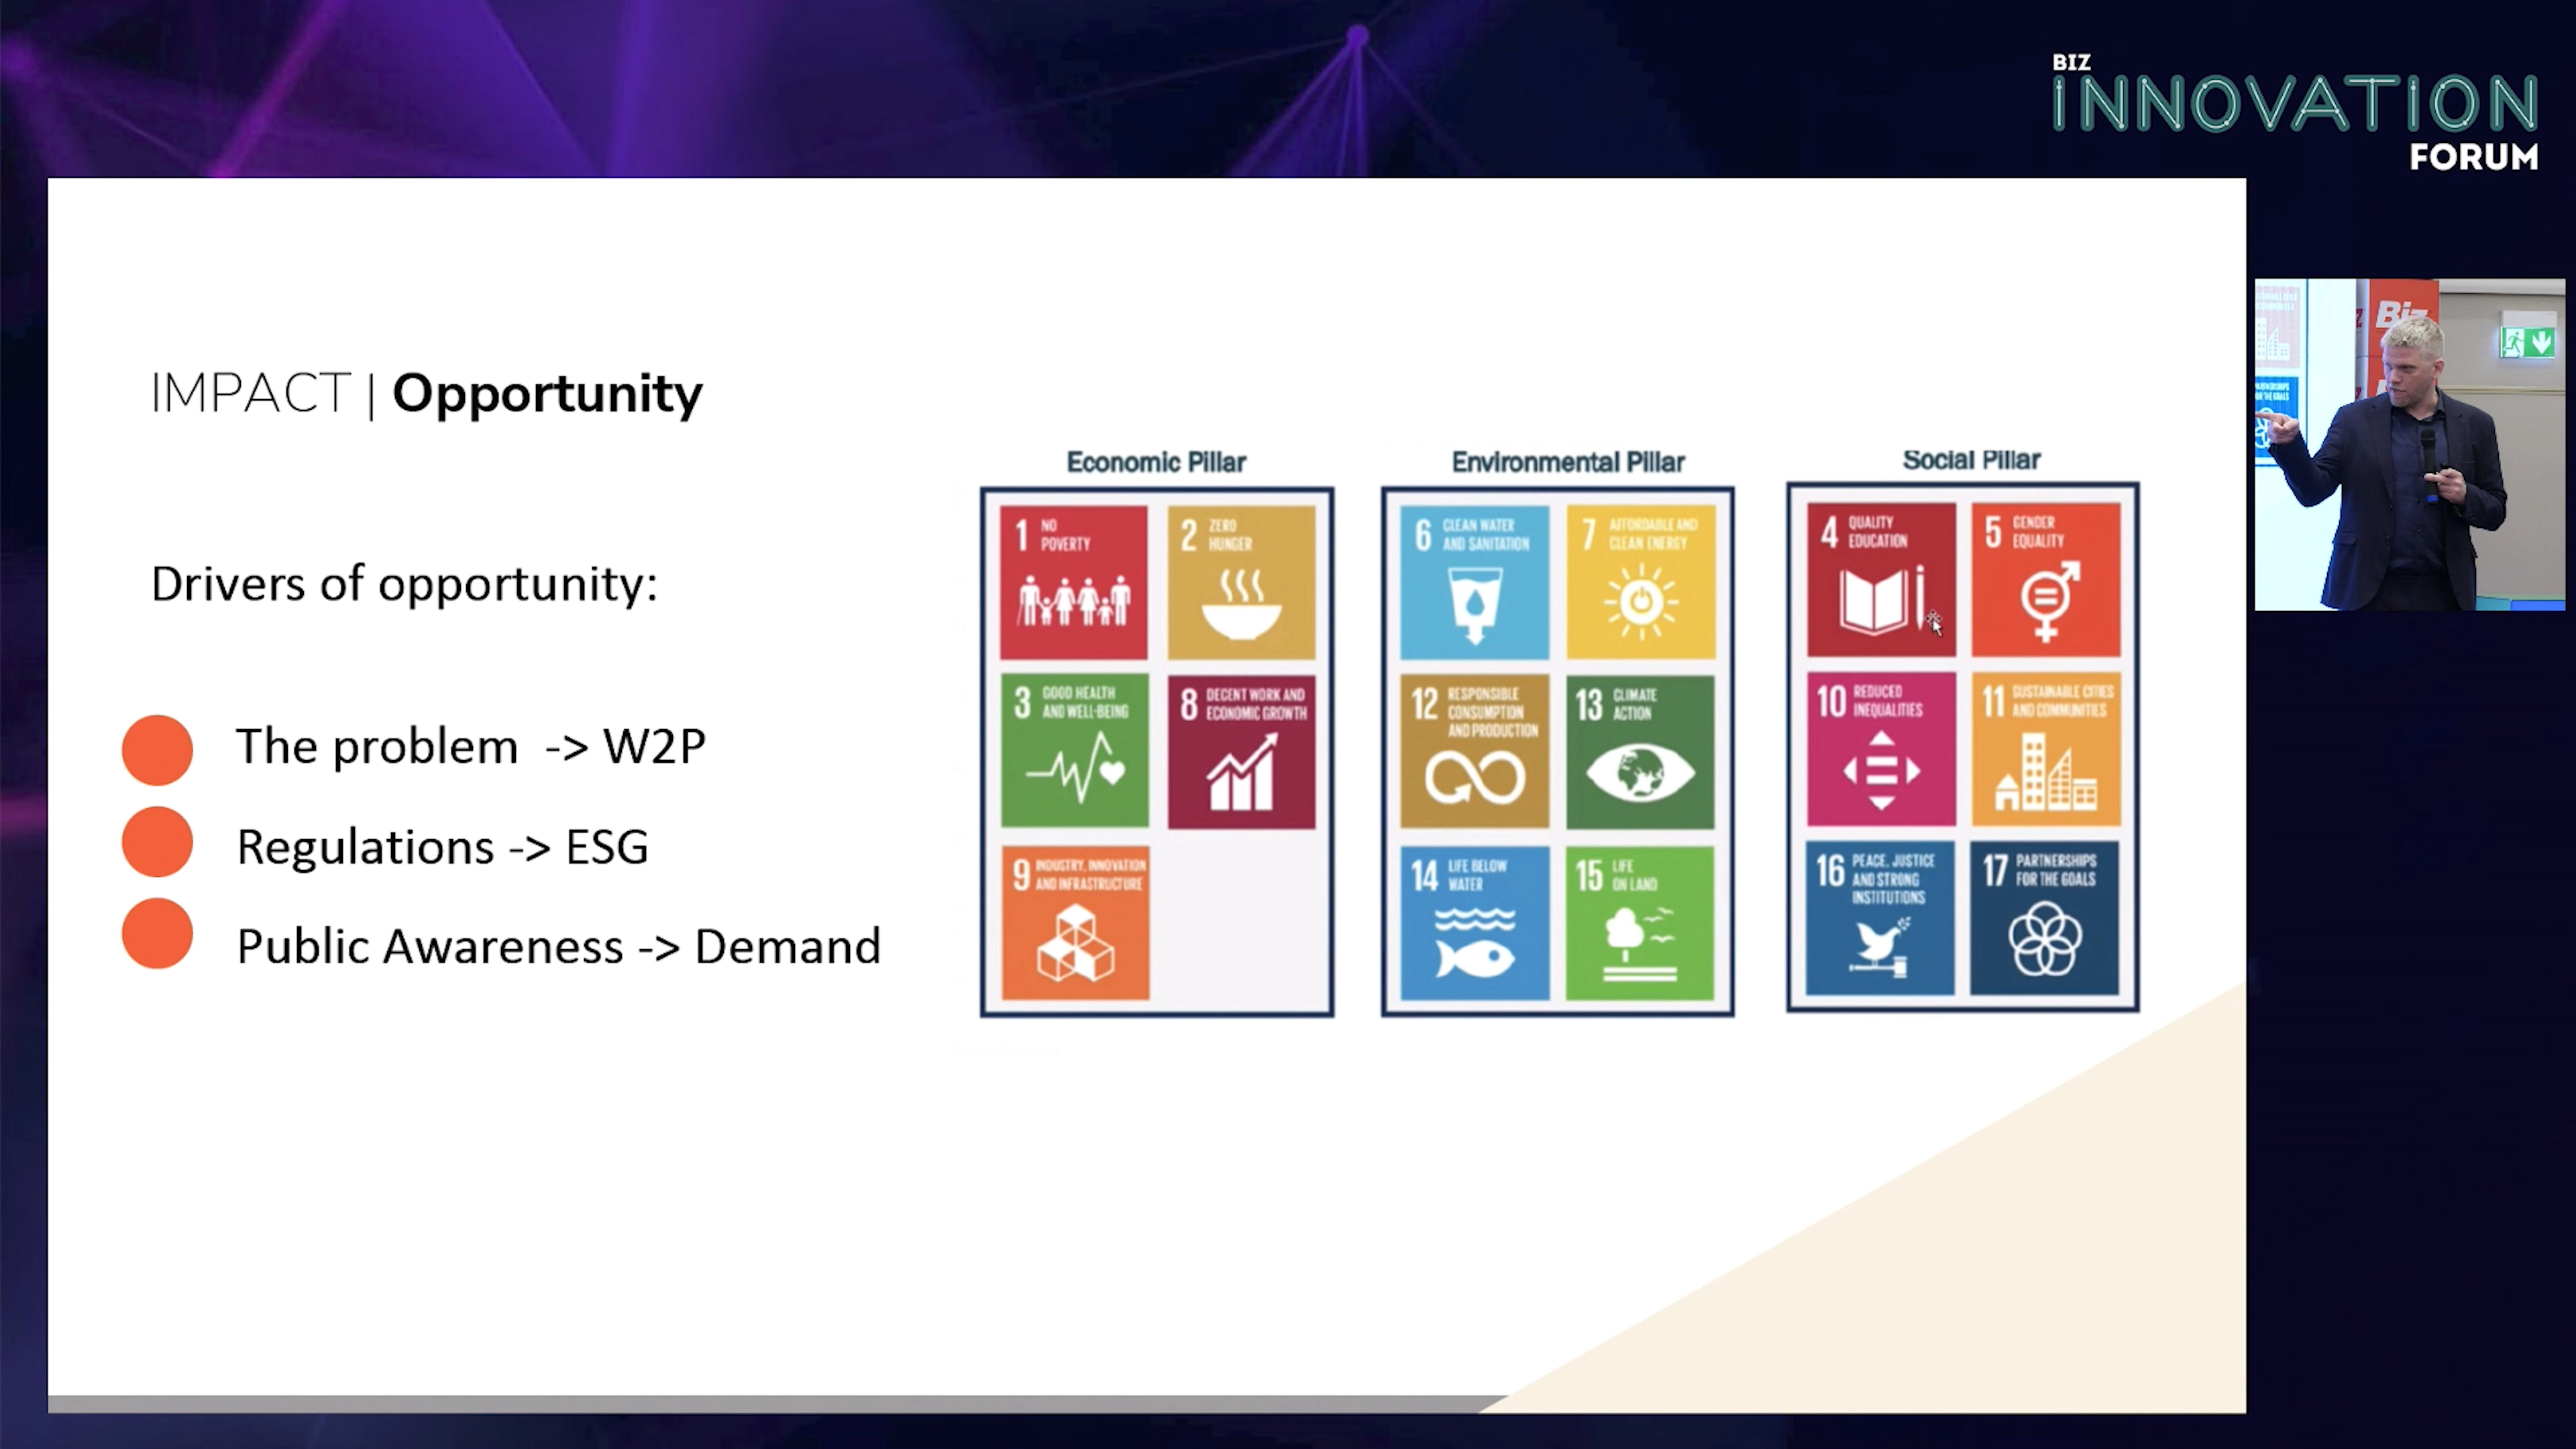 BIZ
INNOVATION
FORUM
IMPACT | Opportunity
Drivers of opportunity:
The problem -> W2P
Regulations -> ESG
Public Awareness -> Demand
Economic Pillar
1 NO
POVERTY
2 ZERO
HUNGER
3 GOOD HEALTH
AND WELL-BEING
8 DECENT WORK AND
ECONOMIC GROWTH
9 INDUSTRY, INNOVATION
AND INFRASTRUCTURE
Environmental Pillar
6 CLEAN WATER
AND SANITATION
7 AFFORDABLE AND
CLEAN ENERGY
12 RESPONSIBLE
CONSUMPTION
AND PRODUCTION
13 CLIMATE
ACTION
14 LIFE BELOW
WATER
15 LIFE
ON LAND
Social Pillar
4 QUALITY
EDUCATION
5 GENDER
EQUALITY
10 REDUCED
INEQUALITIES
11 SUSTAINABLE CITIES
AND COMMUNITIES
16 PEACE, JUSTICE
AND STRONG
INSTITUTIONS
17 PARTNERSHIPS
FOR THE GOALS
Biz